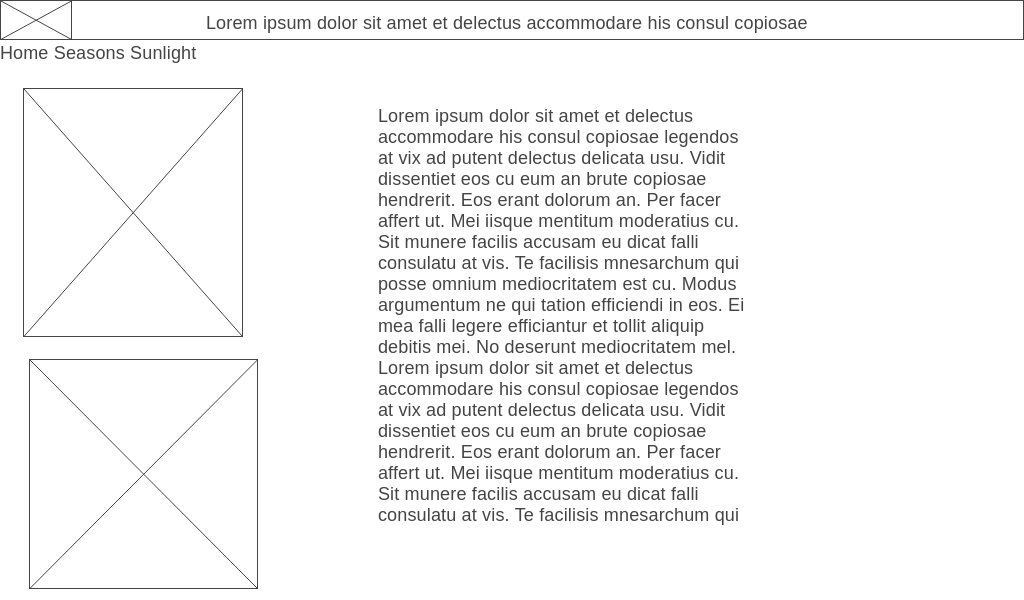 Lorem ipsum dolor sit amet et delectus accommodare his consul copiosae
Home Seasons Sunlight
Lorem ipsum dolor sit amet et delectus
accommodare his consul copiosae legendos
at vix ad putent delectus delicata usu. Vidit
dissentiet eos cu eum an brute copiosae
hendrerit. Eos erant dolorum an. Per facer
affert ut. Mei iisque mentitum moderatius cu.
Sit munere facilis accusam eu dicat falli
consulatu at vis. Te facilisis mnesarchum qui
posse omnium mediocritatem est cu. Modus
argumentum ne qui tation efficiendi in eos. Ei
mea falli legere efficiantur et tollit aliquip
debitis mei. No deserunt mediocritatem mel.
Lorem ipsum dolor sit amet et delectus
accommodare his consul copiosae legendos
at vix ad putent delectus delicata usu. Vidit
dissentiet eos cu eum an brute copiosae
hendrerit. Eos erant dolorum an. Per facer
affert ut. Mei iisque mentitum moderatius cu.
Sit munere facilis accusam eu dicat falli
consulatu at vis. Te facilisis mnesarchum qui